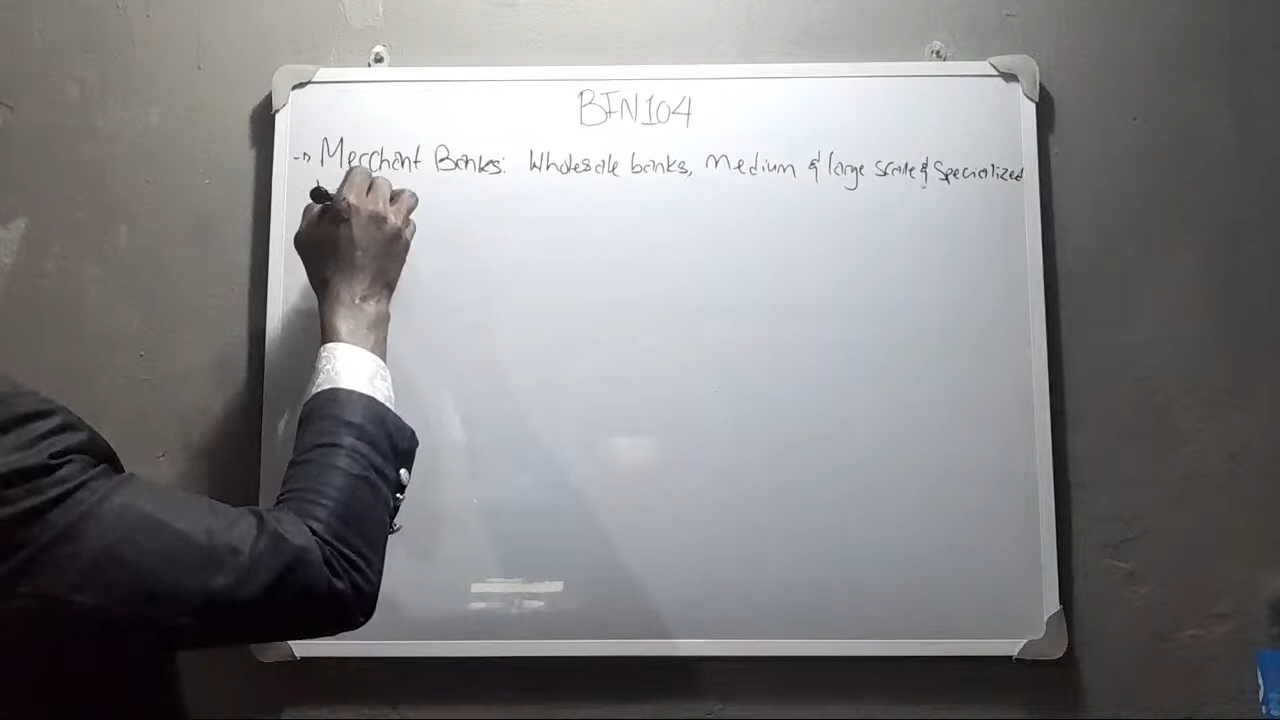 BFN104
-> Merchant Banks: Wholesale banks, Medium & large scale & Specialized